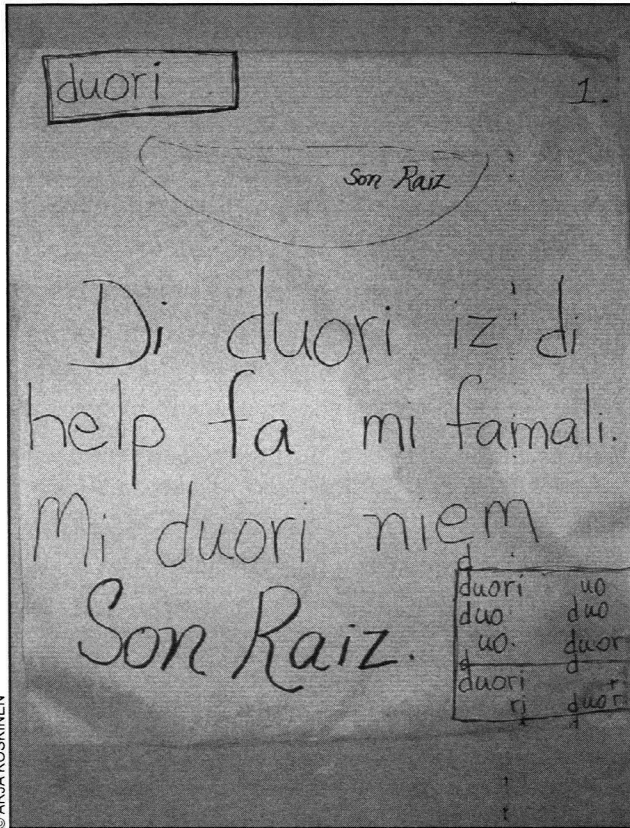 duori
1.
Son Raiz
Di duori iz di
help fa mi famali.
Mi duori niem
Son Raiz.
d
duori uo
duo duo
uo. duor
d d
duori r
ri duor
© ARJA KOSKINEN